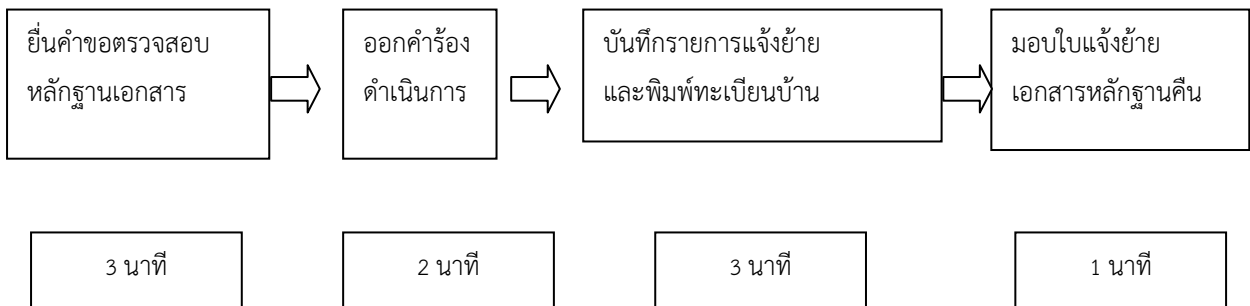 ยื่นคำขอตรวจสอบ
หลักฐานเอกสาร
ออกคำร้อง
ดำเนินการ
บันทึกรายการแจ้งย้าย
และพิมพ์ทะเบียนบ้าน
มอบใบแจ้งย้าย
เอกสารหลักฐานคืน
3 นาที
2 นาที
3 นาที
1 นาที